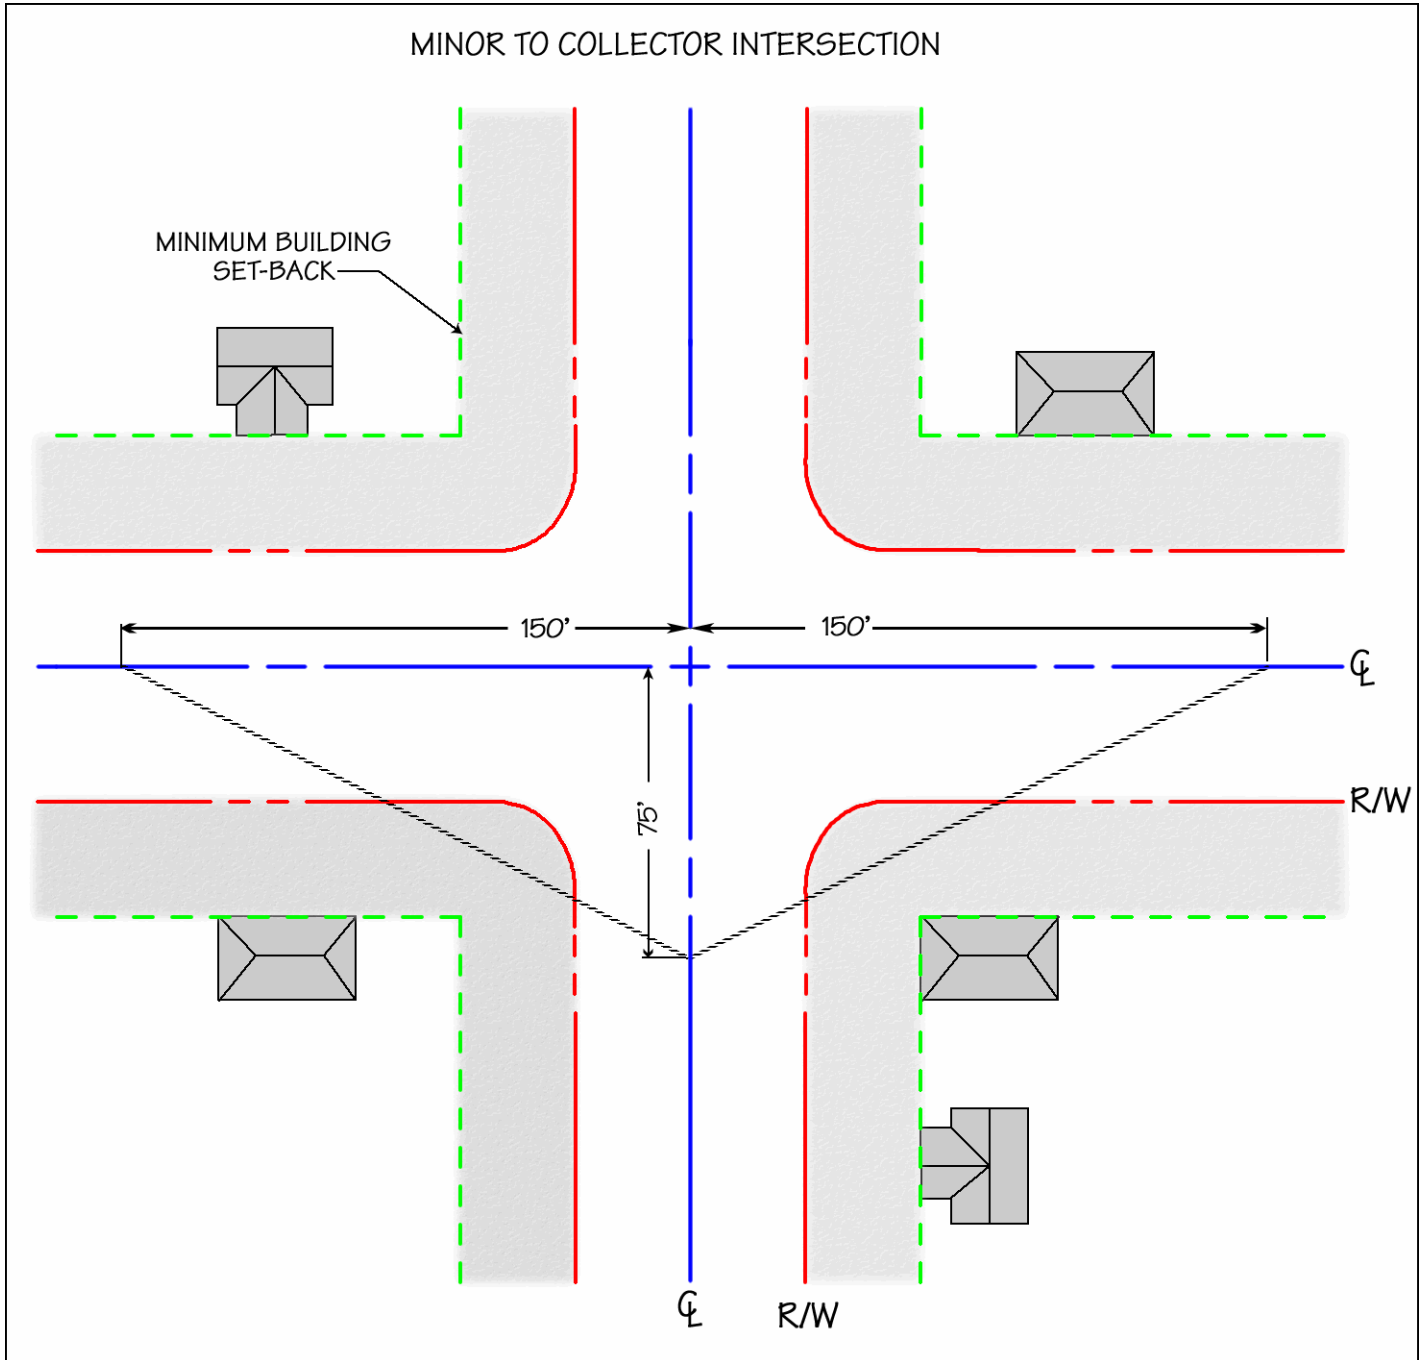 MINOR TO COLLECTOR INTERSECTION
MINIMUM BUILDING
SET-BACK
150' 150'
℄
75'
R/W
℄ R/W